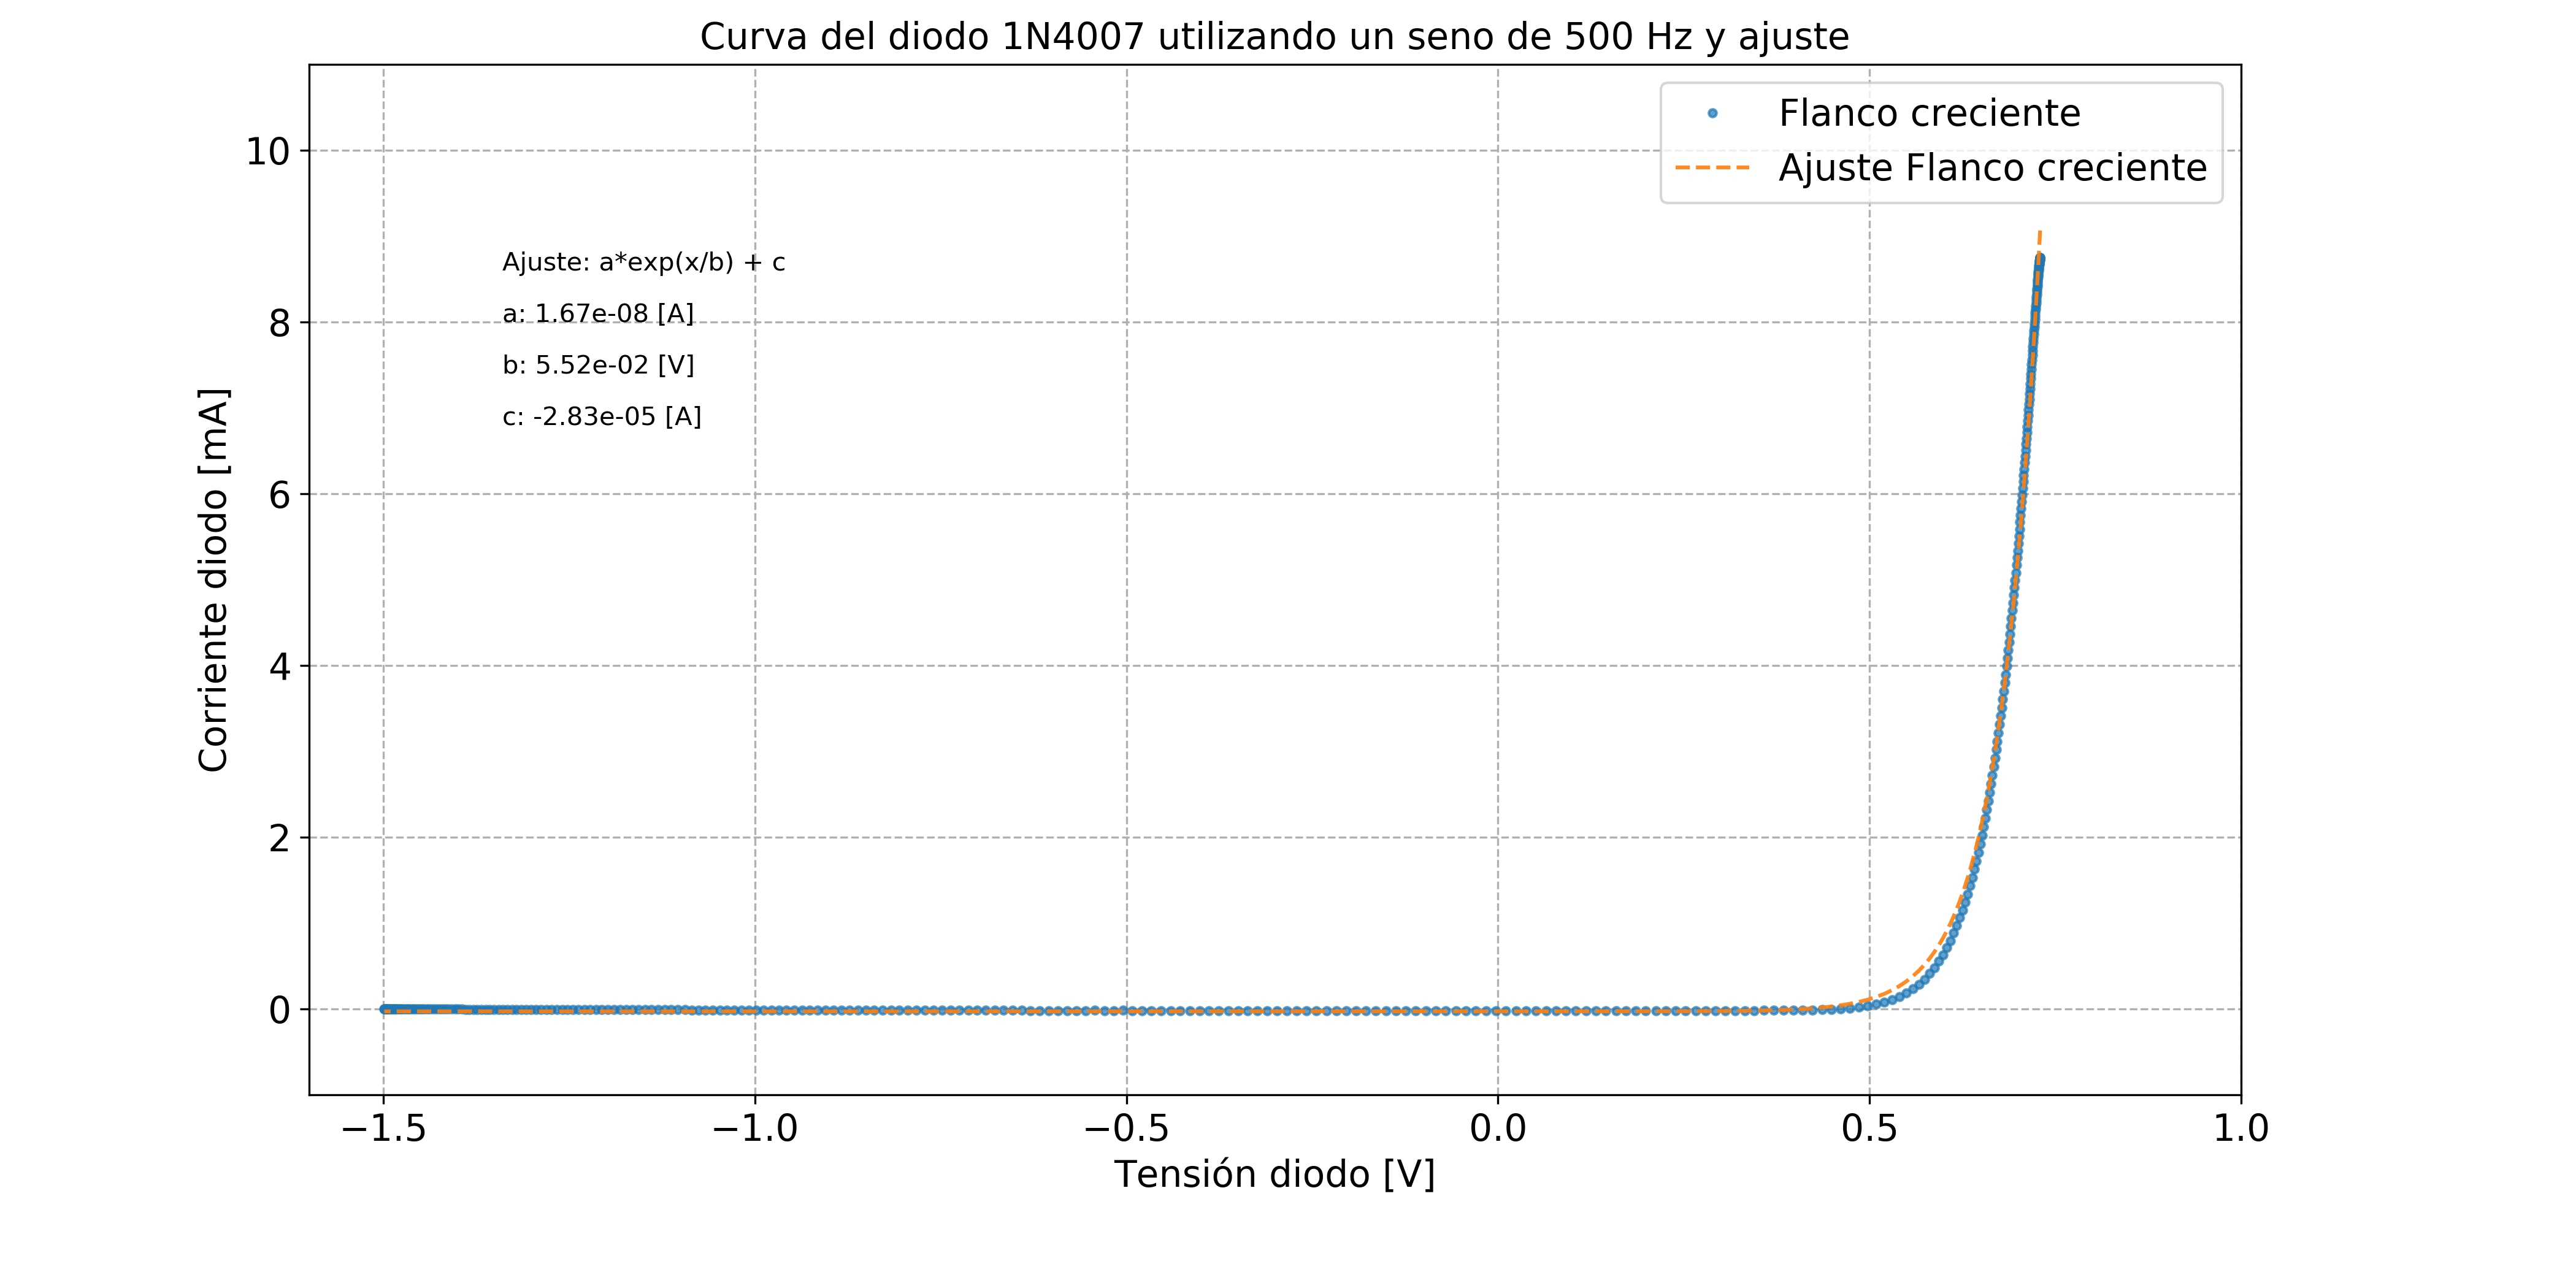 Curva del diodo 1N4007 utilizando un seno de 500 Hz y ajuste
Flanco creciente
Ajuste Flanco creciente
Ajuste: a*exp(x/b) + c
a: 1.67e-08 [A]
b: 5.52e-02 [V]
c: -2.83e-05 [A]
Corriente diodo [mA]
10
8
6
4
2
0
−1.5 −1.0 −0.5 0.0 0.5 1.0
Tensión diodo [V]